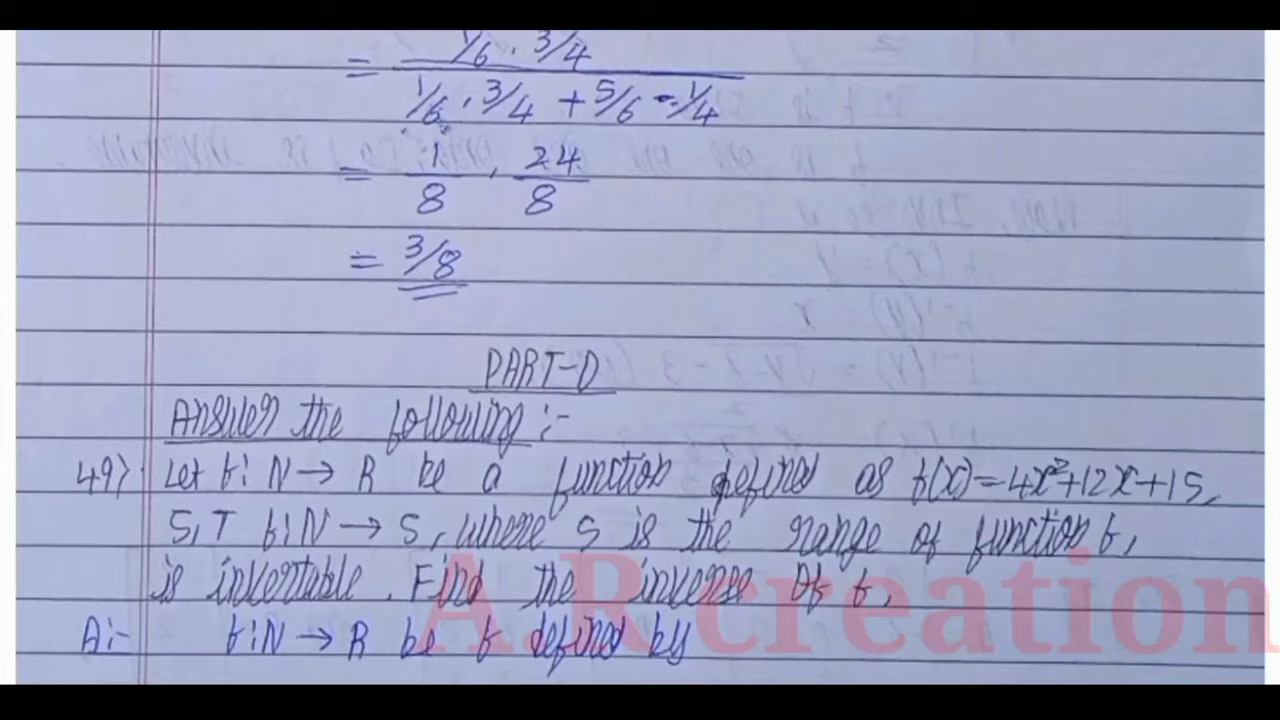 = 1/6 . 3/4
1/6 . 3/4 + 5/6 - 1/4
= 1/8 . 24/8
= 3/8
PART-D
Answer the following :-
49) Let f: N → R be a function defined as f(x) = 4x²+12x+15,
S,T f: N → S, where S is the range of function f,
is invertable. Find the inverse of f,
A:- f: N → R be f defined by
A.R creation